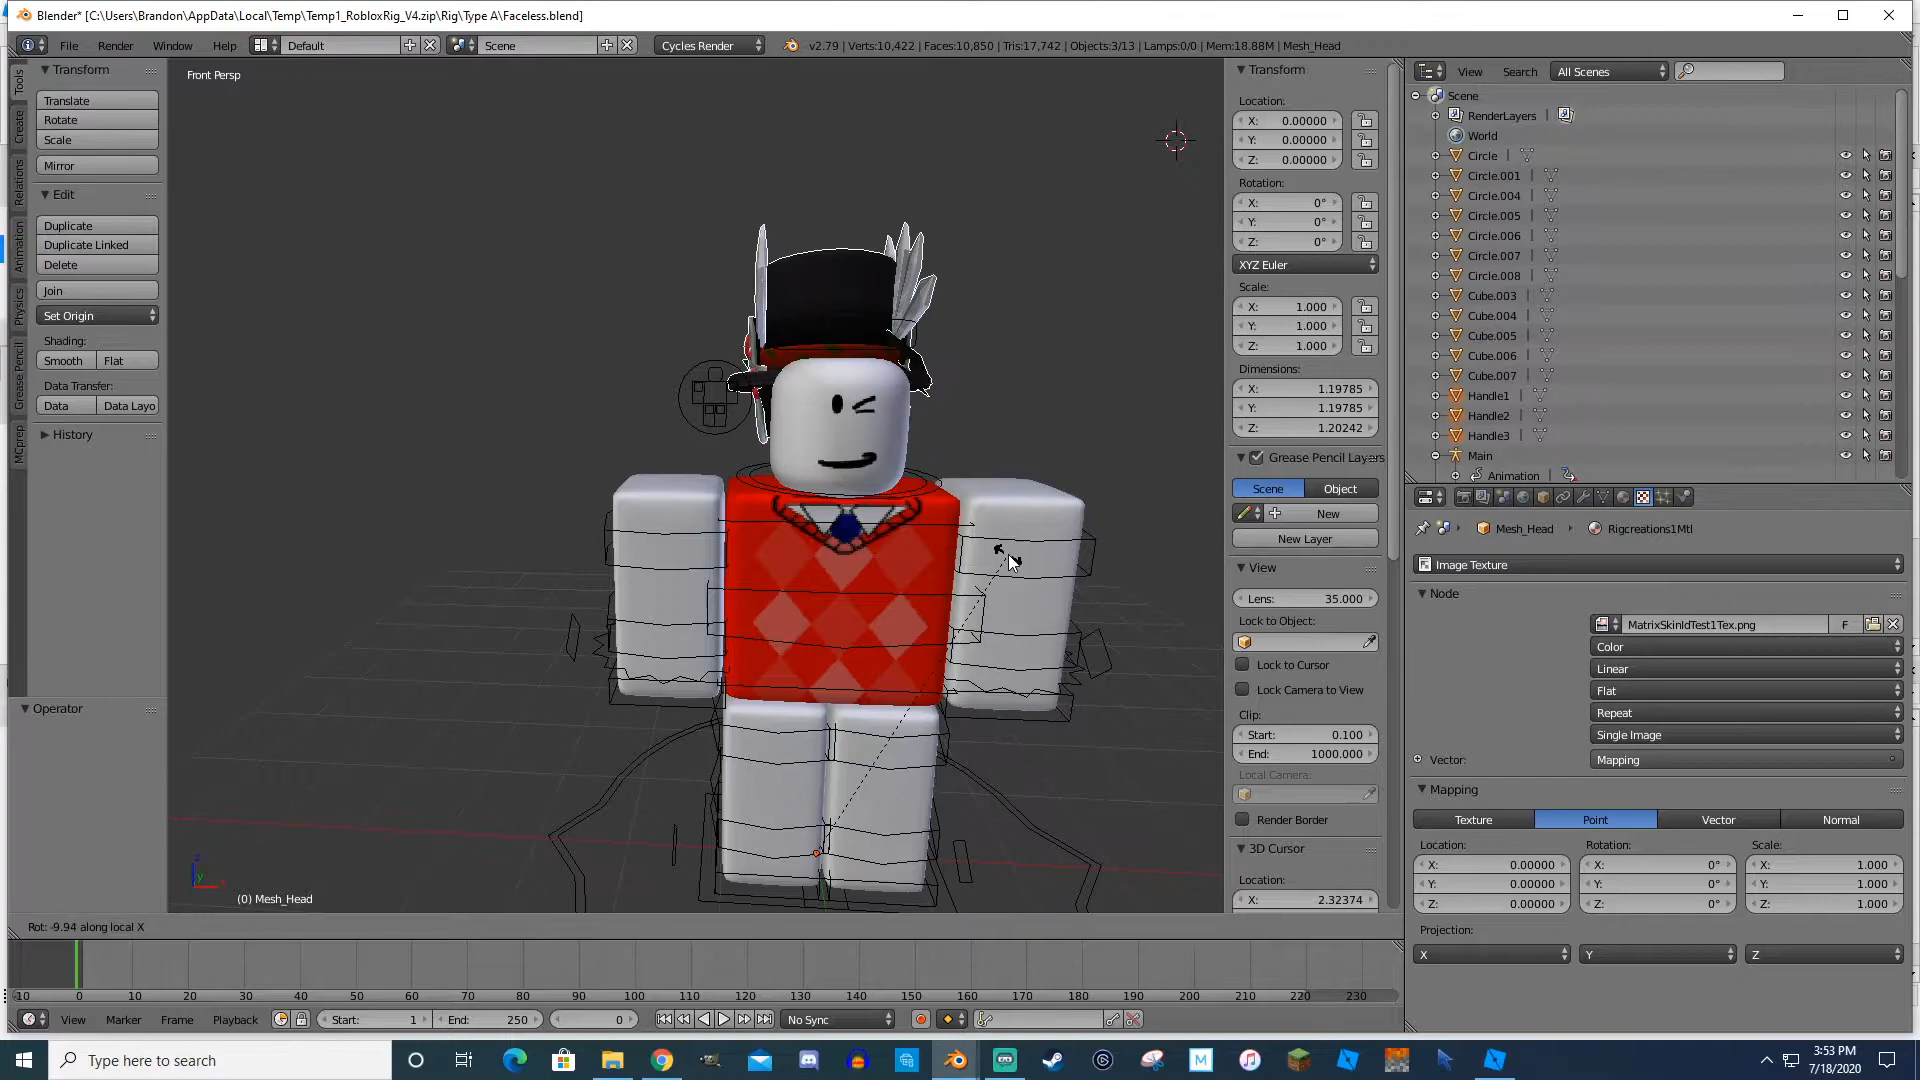 Blender* [C:\Users\Brandon\AppData\Local\Temp\Temp1_RobloxRig_V4.zip\Rig\Type A\Faceless.blend]
File Render Window Help Default Scene Cycles Render v2.79 | Verts:10,422 | Faces:10,850 | Tris:17,742 | Objects:3/13 | Lamps:0/0 | Mem:18.88M | Mesh_Head
Tools
Create
Relations
Animation
Physics
Grease Pencil
MCprep
Transform
Translate
Rotate
Scale
Mirror
Edit
Duplicate
Duplicate Linked
Delete
Join
Set Origin
Shading:
Smooth Flat
Data Transfer:
Data Data Layo
History
Operator
Front Persp
(0) Mesh_Head
Rot: -9.94 along local X
Transform
Location:
X: 0.00000
Y: 0.00000
Z: 0.00000
Rotation:
X: 0°
Y: 0°
Z: 0°
XYZ Euler
Scale:
X: 1.000
Y: 1.000
Z: 1.000
Dimensions:
X: 1.19785
Y: 1.19785
Z: 1.20242
Grease Pencil Layers
Scene Object
New
New Layer
View
Lens: 35.000
Lock to Object:
Lock to Cursor
Lock Camera to View
Clip:
Start: 0.100
End: 1000.000
Local Camera:
Render Border
3D Cursor
Location:
X: 2.32374
View Search All Scenes
Scene
RenderLayers
World
Circle
Circle.001
Circle.004
Circle.005
Circle.006
Circle.007
Circle.008
Cube.003
Cube.004
Cube.005
Cube.006
Cube.007
Handle1
Handle2
Handle3
Main
Animation
Mesh_Head Rigcreations1Mtl
Image Texture
Node
MatrixSkinIdTest1Tex.png F
Color
Linear
Flat
Repeat
Single Image
Vector: Mapping
Mapping
Texture Point Vector Normal
Location: Rotation: Scale:
X: 0.00000 X: 0° X: 1.000
Y: 0.00000 Y: 0° Y: 1.000
Z: 0.00000 Z: 0° Z: 1.000
Projection:
X Y Z
-10 0 10 20 30 40 50 60 70 80 90 100 110 120 130 140 150 160 170 180 190 200 210 220 230
View Marker Frame Playback Start: 1 End: 250 0 No Sync
Type here to search
3:53 PM
7/18/2020